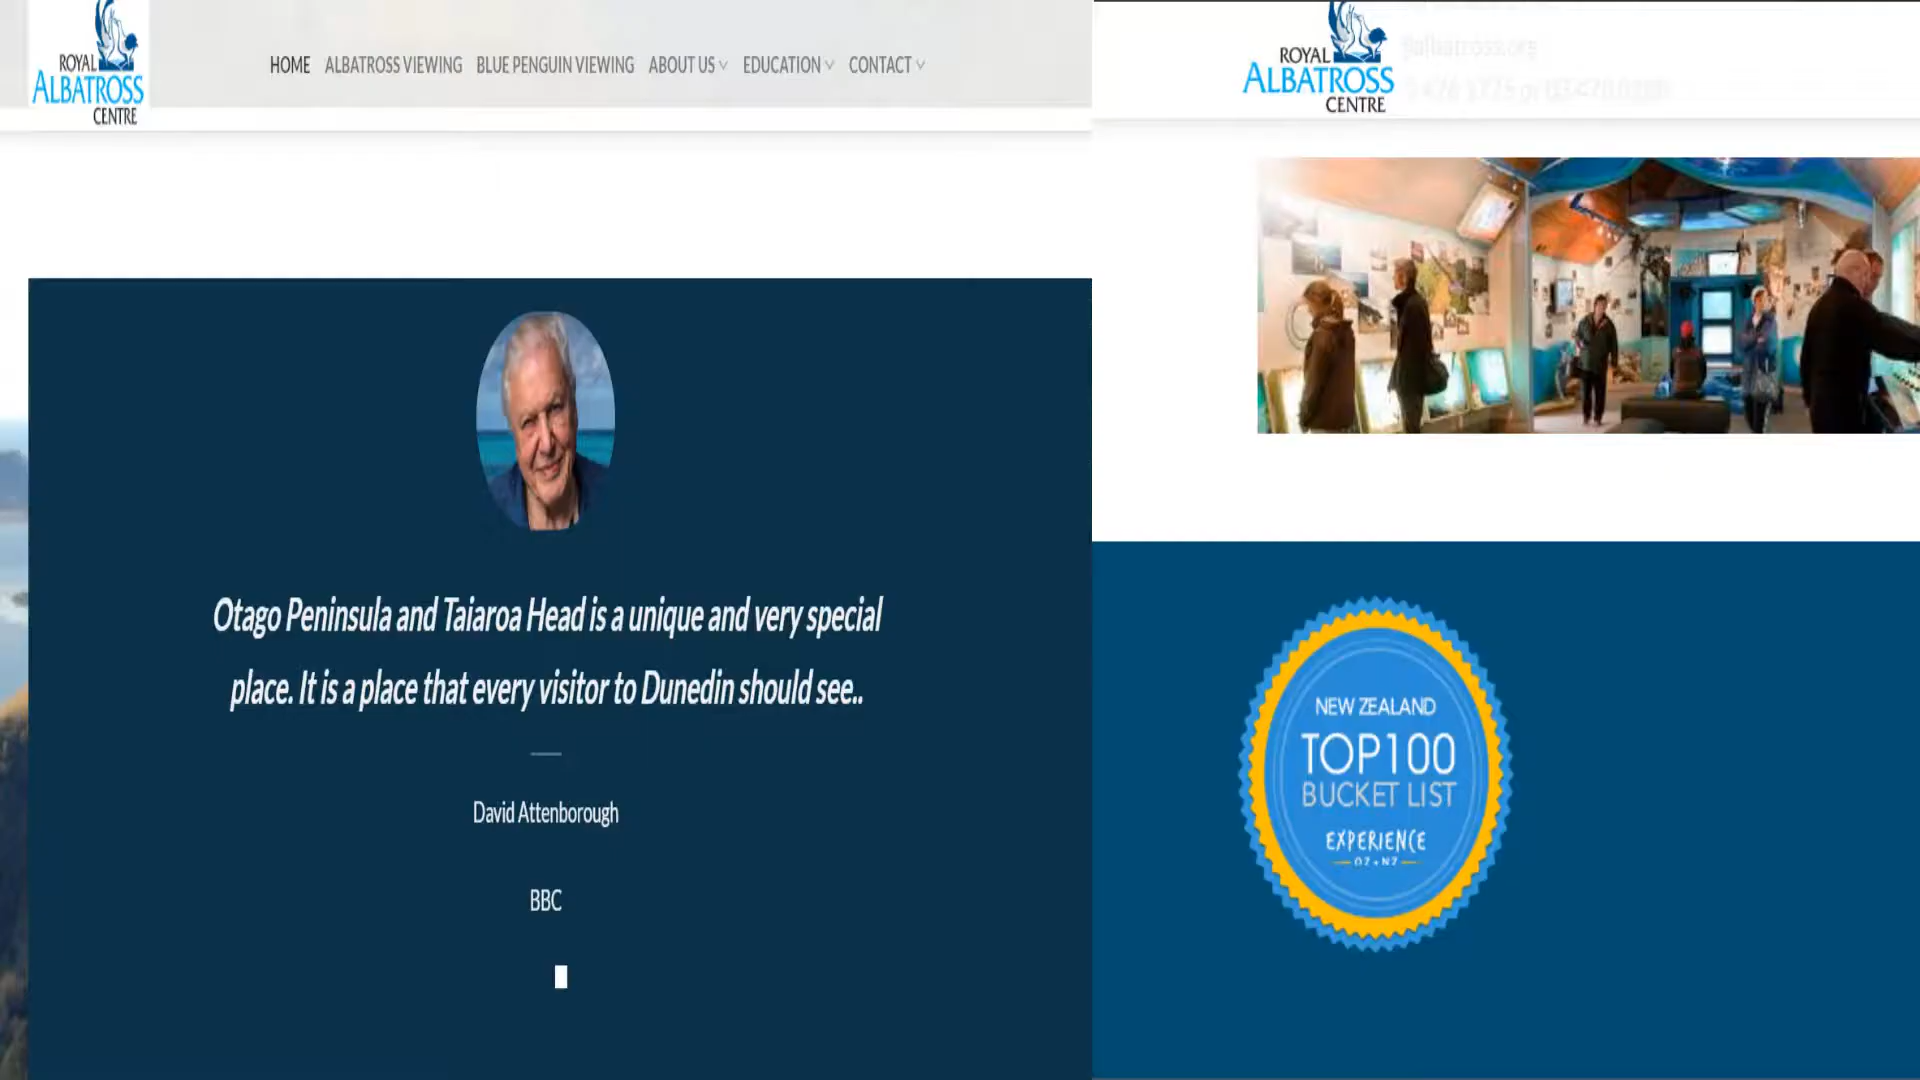 ROYAL
ALBATROSS
CENTRE
HOME ALBATROSS VIEWING BLUE PENGUIN VIEWING ABOUT US EDUCATION CONTACT
Otago Peninsula and Taiaroa Head is a unique and very special
place. It is a place that every visitor to Dunedin should see..
David Attenborough
BBC
ROYAL
ALBATROSS
CENTRE
NEW ZEALAND
TOP100
BUCKET LIST
EXPERIENCE
OZ+NZ